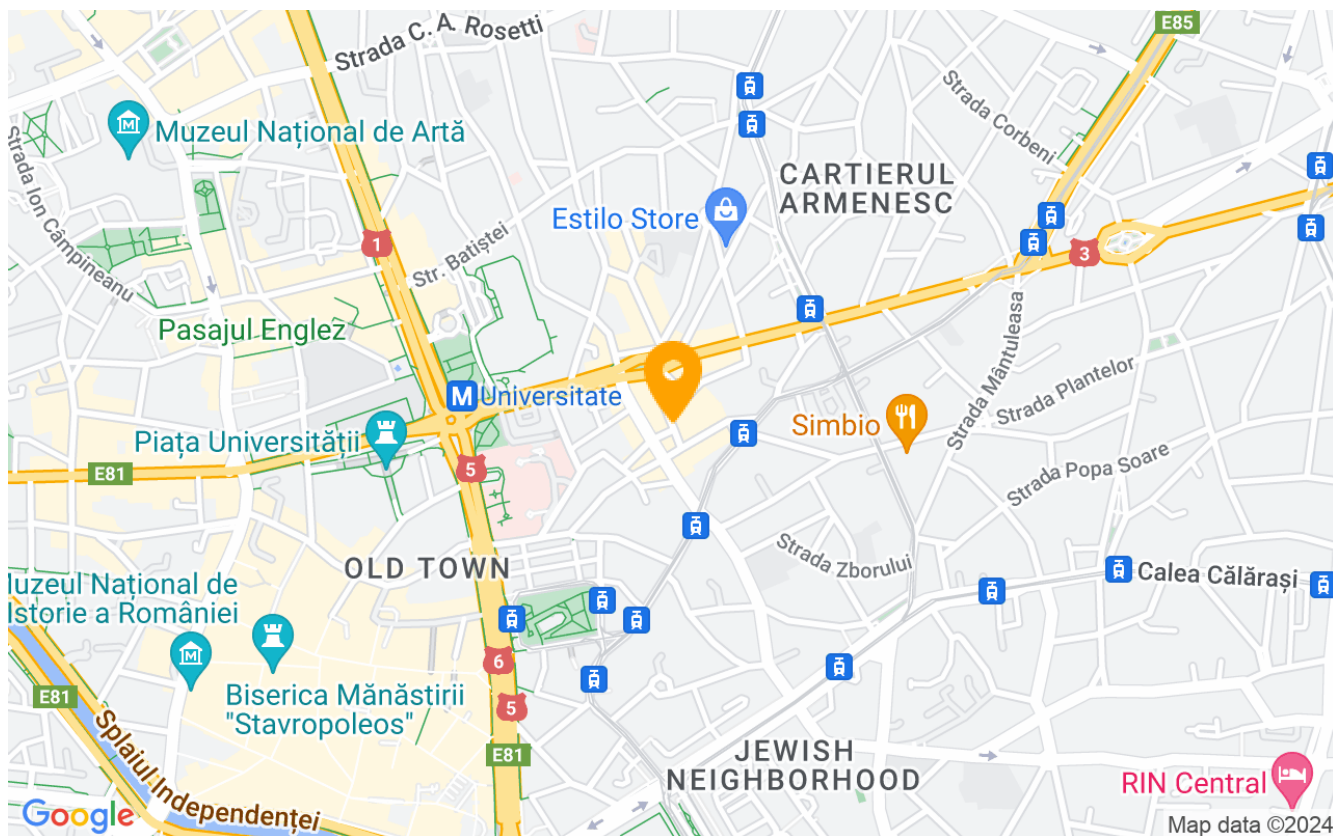 E85
Strada C. A. Rosetti
Strada Corbeni
Muzeul Național de Artă
Strada Ion Câmpineanu
CARTIERUL
ARMENESC
Estilo Store
1
Str. Batiștei
3
Pasajul Englez
Strada Mântuleasa
Strada Plantelor
M Universitate
Simbio
Piața Universității
E81
5
Strada Popa Soare
Strada Zborului
OLD TOWN
Calea Călărași
Muzeul Național de
Istorie a României
6
E81
Biserica Mănăstirii
"Stavropoleos"
5
E81
Splaiul Independenței
JEWISH
NEIGHBORHOOD
RIN Central
Google
Map data ©2024